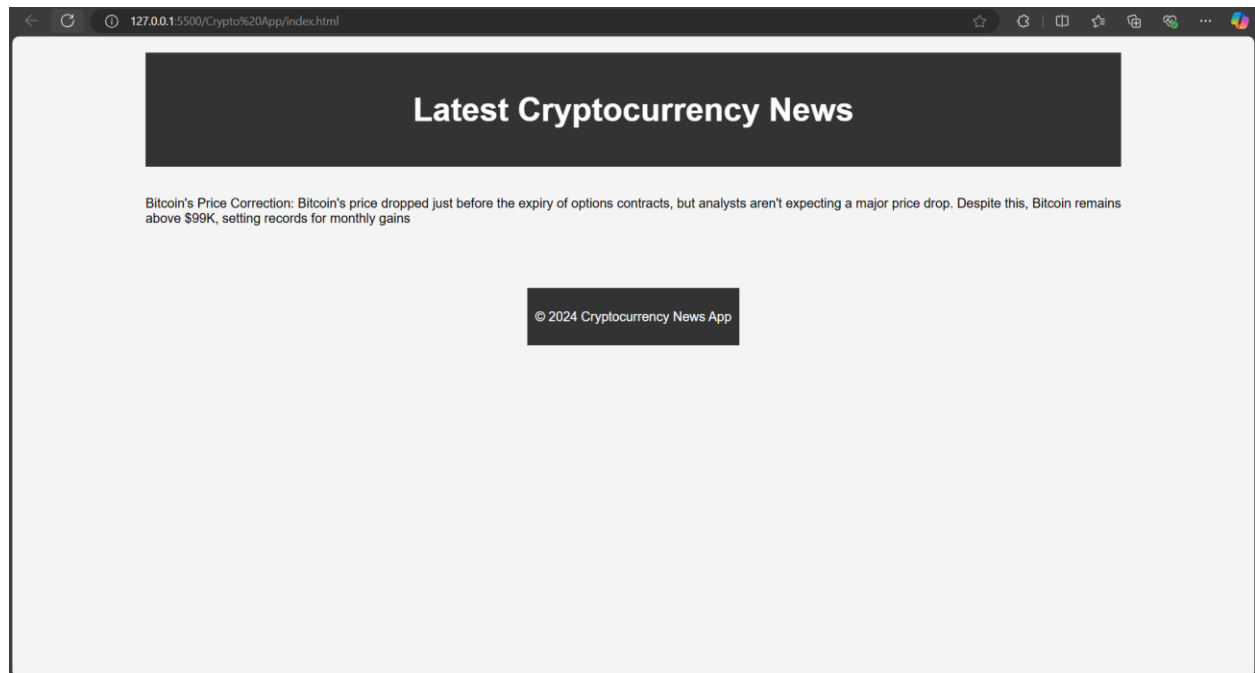 127.0.0.1:5500/Crypto%20App/index.html
Latest Cryptocurrency News
Bitcoin's Price Correction: Bitcoin's price dropped just before the expiry of options contracts, but analysts aren't expecting a major price drop. Despite this, Bitcoin remains
above $99K, setting records for monthly gains
© 2024 Cryptocurrency News App